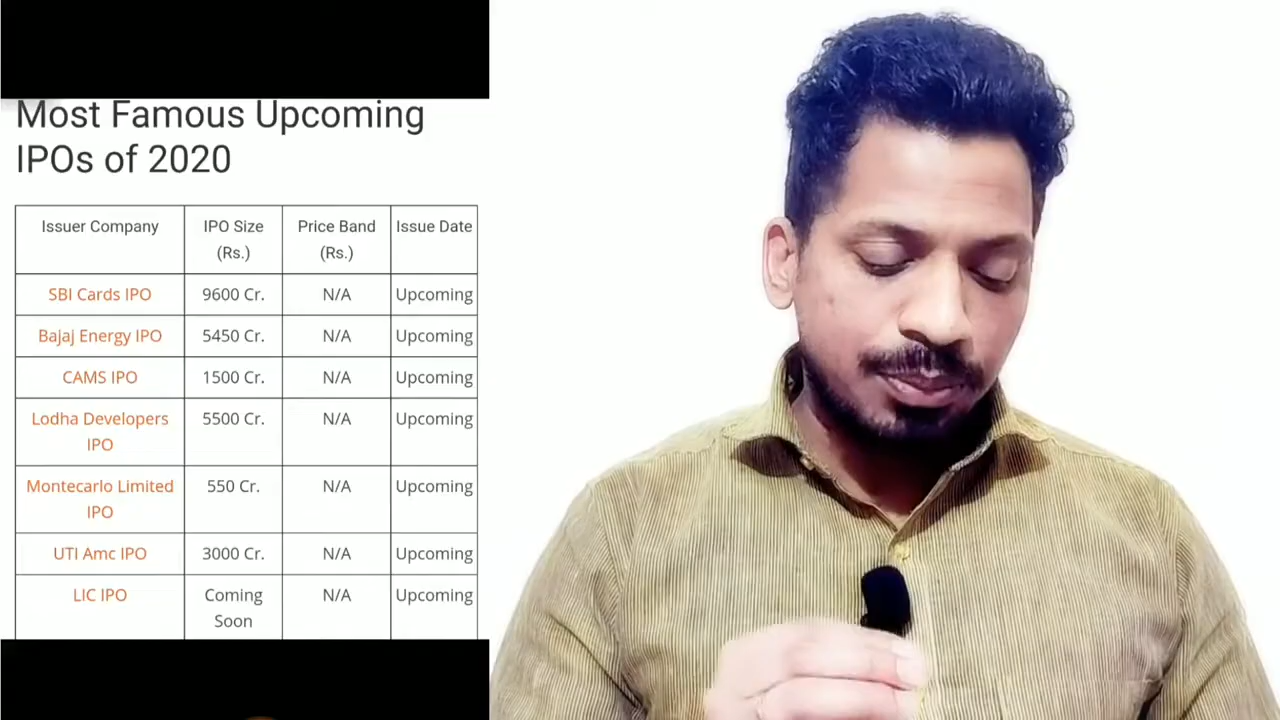 Most Famous Upcoming
IPOs of 2020
Issuer Company IPO Size Price Band Issue Date
(Rs.) (Rs.)
SBI Cards IPO 9600 Cr. N/A Upcoming
Bajaj Energy IPO 5450 Cr. N/A Upcoming
CAMS IPO 1500 Cr. N/A Upcoming
Lodha Developers 5500 Cr. N/A Upcoming
IPO
Montecarlo Limited 550 Cr. N/A Upcoming
IPO
UTI Amc IPO 3000 Cr. N/A Upcoming
LIC IPO Coming N/A Upcoming
Soon